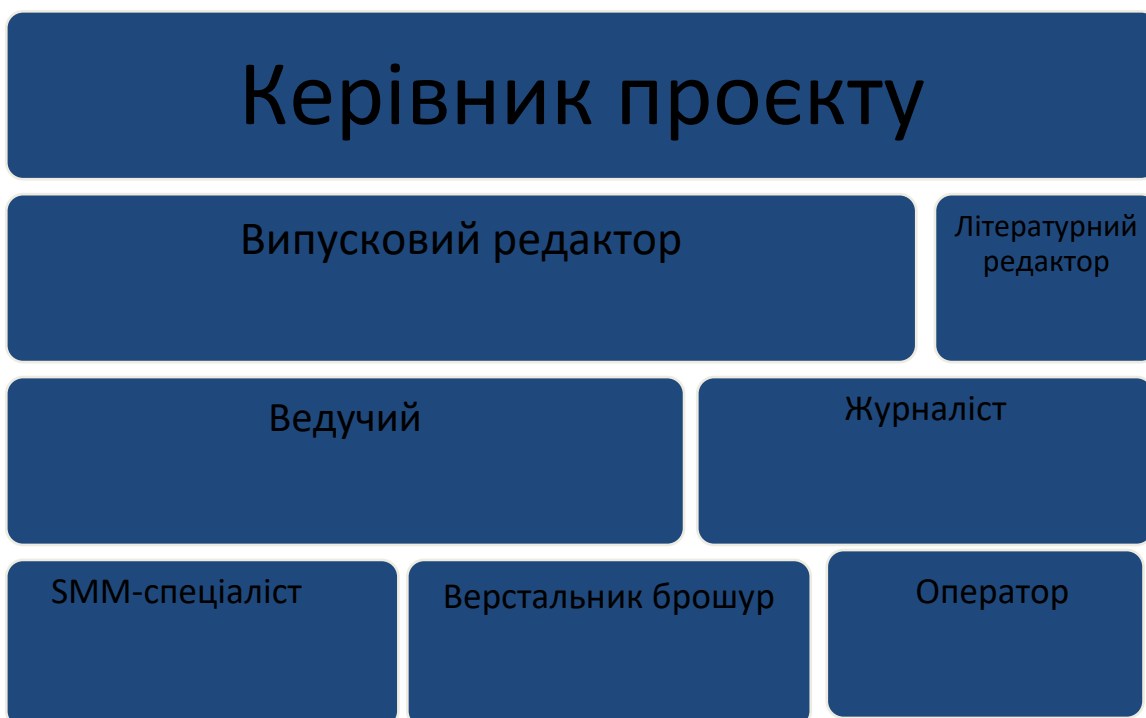 Керівник проєкту
Випусковий редактор
Літературний
редактор
Ведучий
Журналіст
SMM-спеціаліст
Верстальник брошур
Оператор